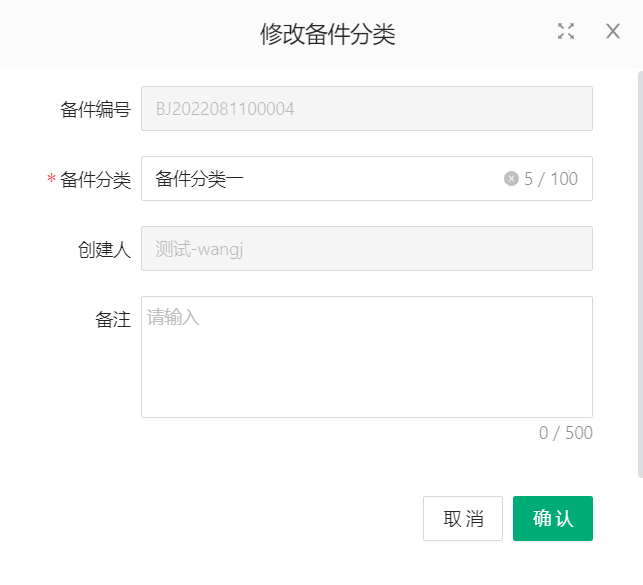 修改备件分类
备件编号 BJ2022081100004
* 备件分类 备件分类一 5 / 100
创建人 测试-wangj
备注 请输入
0 / 500
取消 确认